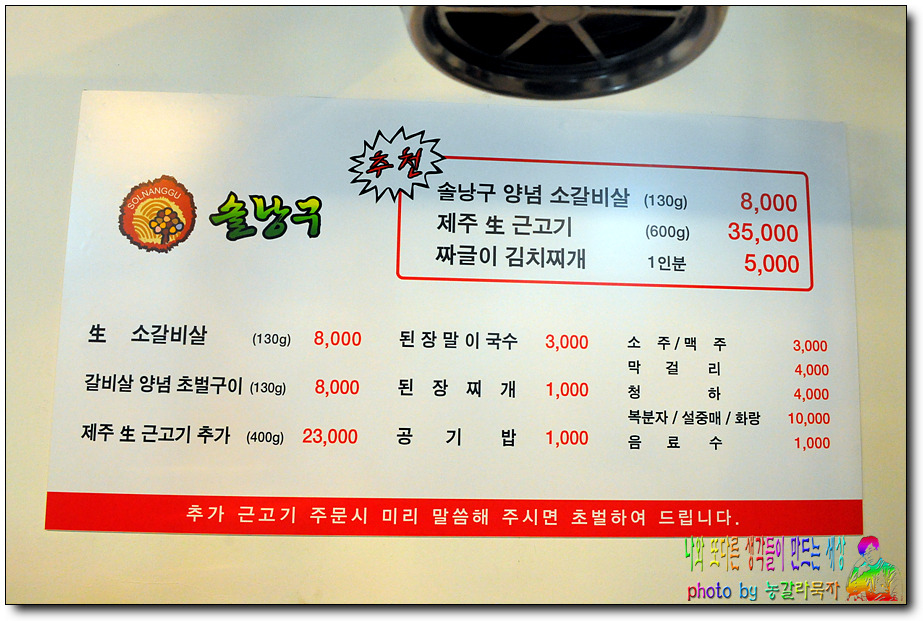 추천
솔낭구 양념 소갈비살 (130g) 8,000
제주 生 근고기 (600g) 35,000
짜글이 김치찌개 1인분 5,000
SOLNANGGU
솔낭구
生 소갈비살 (130g) 8,000
갈비살 양념 초벌구이 (130g) 8,000
제주 生 근고기 추가 (400g) 23,000
된장말이국수 3,000
된장찌개 1,000
공기밥 1,000
소주/맥주 3,000
막걸리 4,000
청하 4,000
복분자/설중매/화랑 10,000
음료수 1,000
추가 근고기 주문시 미리 말씀해 주시면 초벌하여 드립니다.
나와 또다른 생각들이 만드는 세상
photo by 농갈라묵자